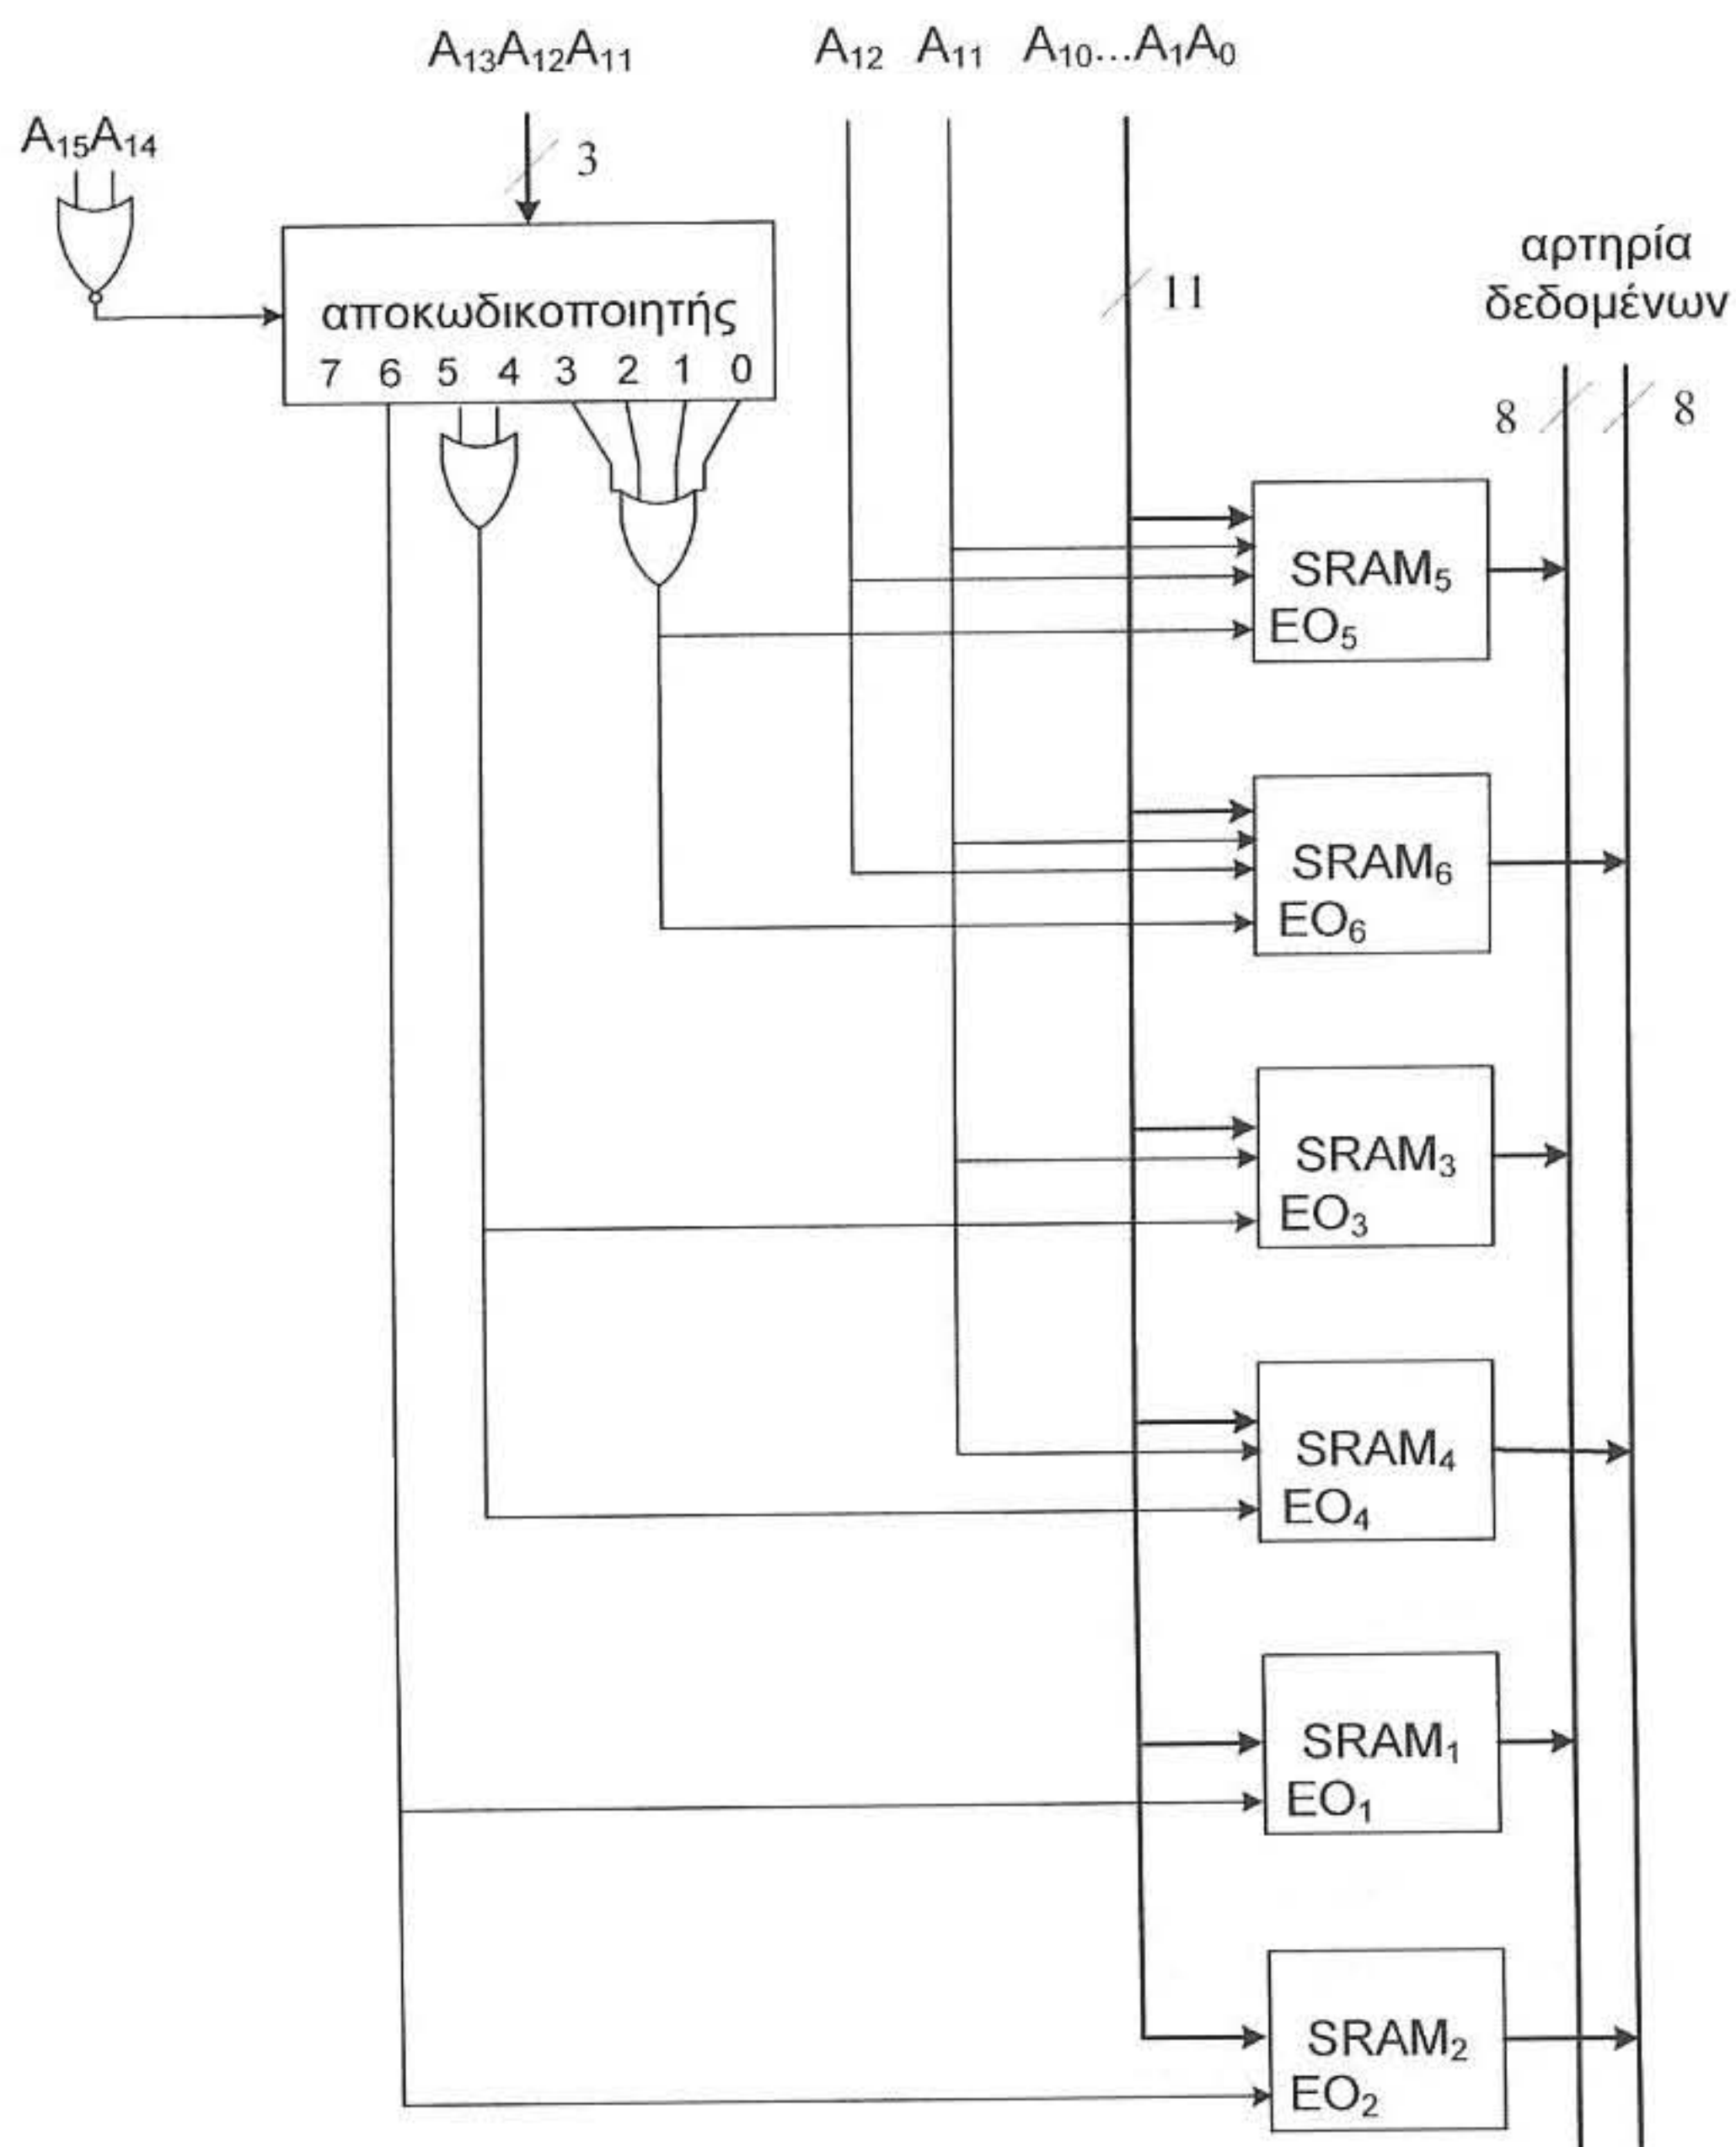 A₁₃A₁₂A₁₁
A₁₂
A₁₁
A₁₀...A₁A₀
A₁₅A₁₄
3
αρτηρία
δεδομένων
11
αποκωδικοποιητής
7 6 5 4 3 2 1 0
8
8
SRAM₅
EO₅
SRAM₆
EO₆
SRAM₃
EO₃
SRAM₄
EO₄
SRAM₁
EO₁
SRAM₂
EO₂